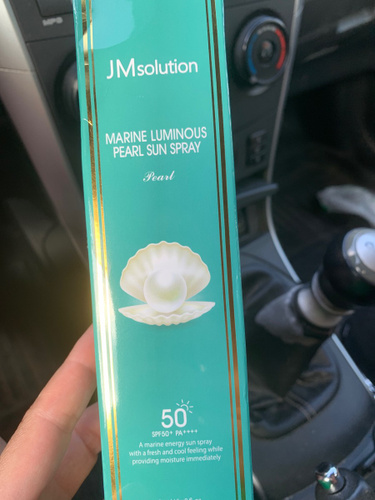 JMsolution
MARINE LUMINOUS
PEARL SUN SPRAY
Pearl
50+
SPF50+ PA++++
A marine energy sun spray
with a fresh and cool feeling while
providing moisture immediately